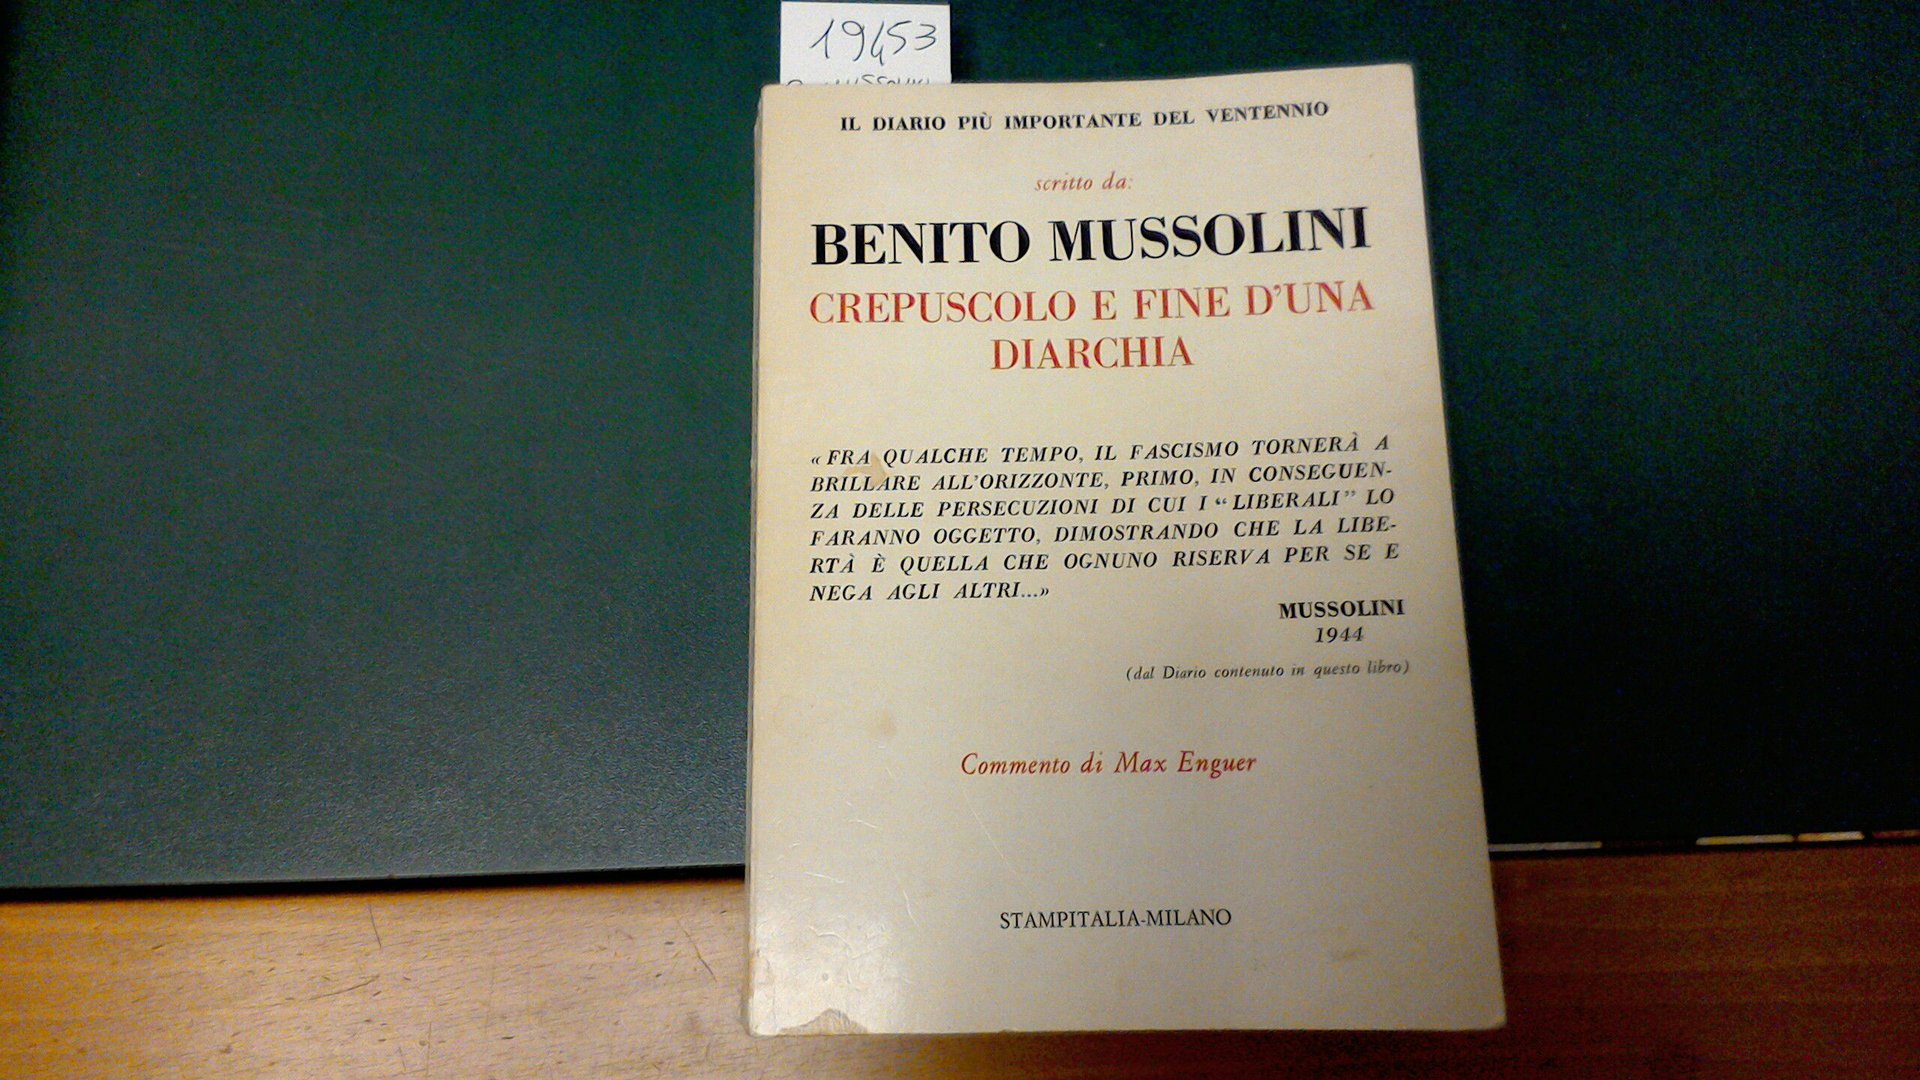 19453
MUSSOLINI
IL DIARIO PIÙ IMPORTANTE DEL VENTENNIO
scritto da:
BENITO MUSSOLINI
CREPUSCOLO E FINE D'UNA
DIARCHIA
« FRA QUALCHE TEMPO, IL FASCISMO TORNERÀ A
BRILLARE ALL'ORIZZONTE, PRIMO, IN CONSEGUEN-
ZA DELLE PERSECUZIONI DI CUI I “ LIBERALI” LO
FARANNO OGGETTO, DIMOSTRANDO CHE LA LIBE-
RTÀ È QUELLA CHE OGNUNO RISERVA PER SE E
NEGA AGLI ALTRI...»
MUSSOLINI
1944
(dal Diario contenuto in questo libro)
Commento di Max Enguer
STAMPITALIA-MILANO